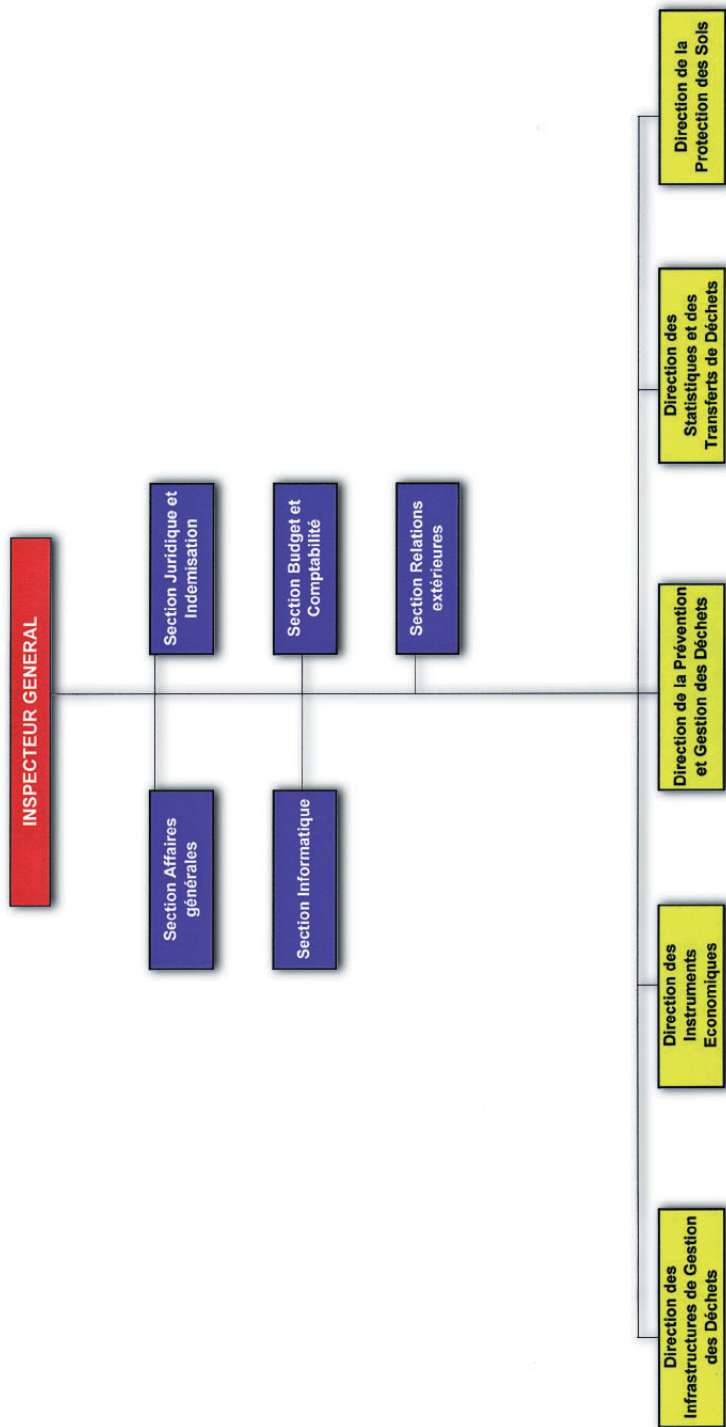 INSPECTEUR GENERAL
Section Affaires
générales
Section Juridique et
Indemisation
Section Informatique
Section Budget et
Comptabilité
Section Relations
extérieures
Direction des
Infrastructures de Gestion
des Déchets
Direction des
Instruments
Economiques
Direction de la Prévention
et Gestion des Déchets
Direction des
Statistiques et des
Transferts de Déchets
Direction de la
Protection des Sols